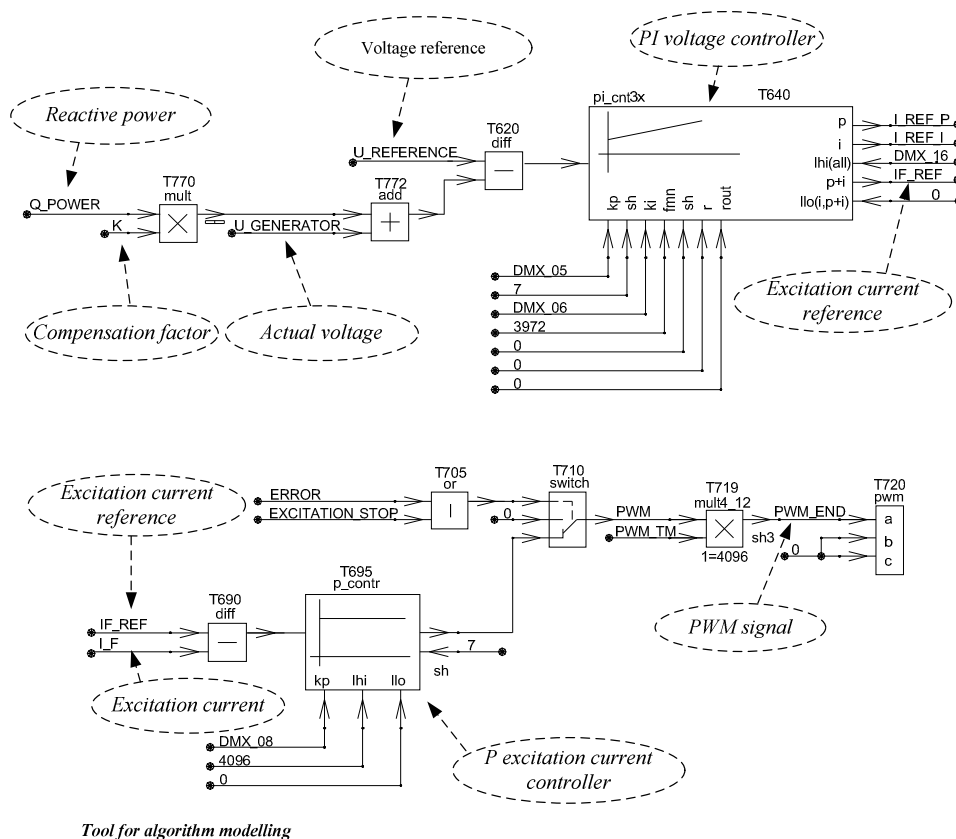 Voltage reference
PI voltage controller
Reactive power
pi_cnt3x
T640
T620
diff
U_REFERENCE
p
I_REF_P
i
I_REF_I
lhi(all)
DMX_16
p+i
IF_REF
llo(i,p+i)
0
T770
mult
T772
add
Q_POWER
K
U_GENERATOR
kp
sh
ki
fmn
sh
r
rout
DMX_05
7
DMX_06
3972
0
0
0
Compensation factor
Actual voltage
Excitation current
reference
Excitation current
reference
T705
or
T710
switch
T719
mult4_12
T720
pwm
ERROR
EXCITATION_STOP
0
PWM
PWM_TM
PWM_END
sh3
1=4096
0
a
b
c
T695
p_contr
T690
diff
IF_REF
I_F
7
sh
kp
lhi
llo
PWM signal
Excitation current
DMX_08
4096
0
P excitation current
controller
Tool for algorithm modelling